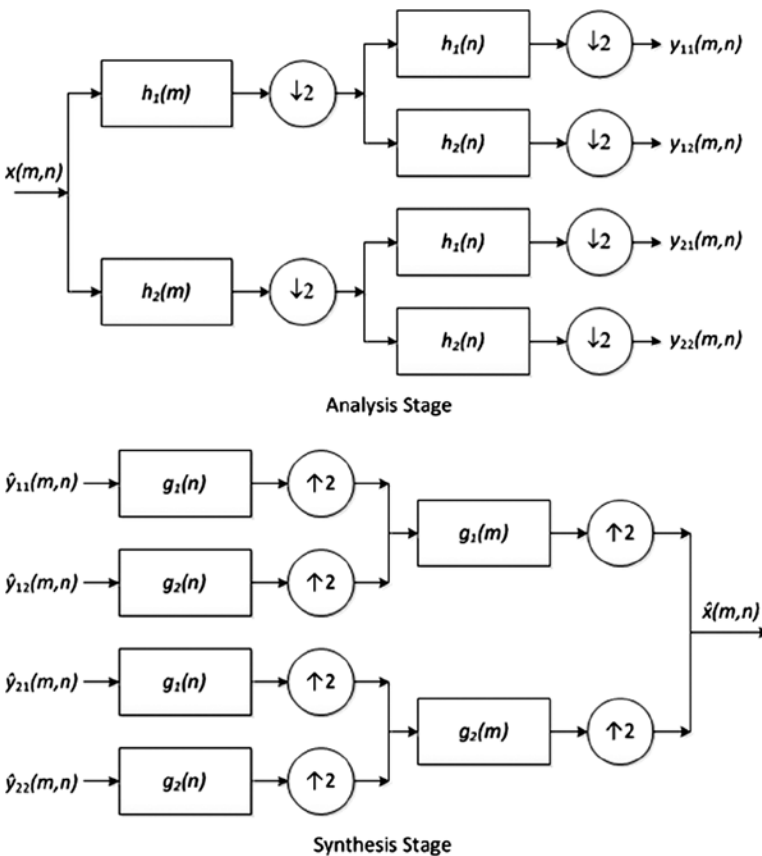 h₁(n) ↓2 y₁₁(m,n)
h₁(m) ↓2
h₂(n) ↓2 y₁₂(m,n)
x(m,n)
h₁(n) ↓2 y₂₁(m,n)
h₂(m) ↓2
h₂(n) ↓2 y₂₂(m,n)
Analysis Stage
ŷ₁₁(m,n) g₁(n) ↑2
g₁(m) ↑2
ŷ₁₂(m,n) g₂(n) ↑2
x̂(m,n)
ŷ₂₁(m,n) g₁(n) ↑2
g₂(m) ↑2
ŷ₂₂(m,n) g₂(n) ↑2
Synthesis Stage